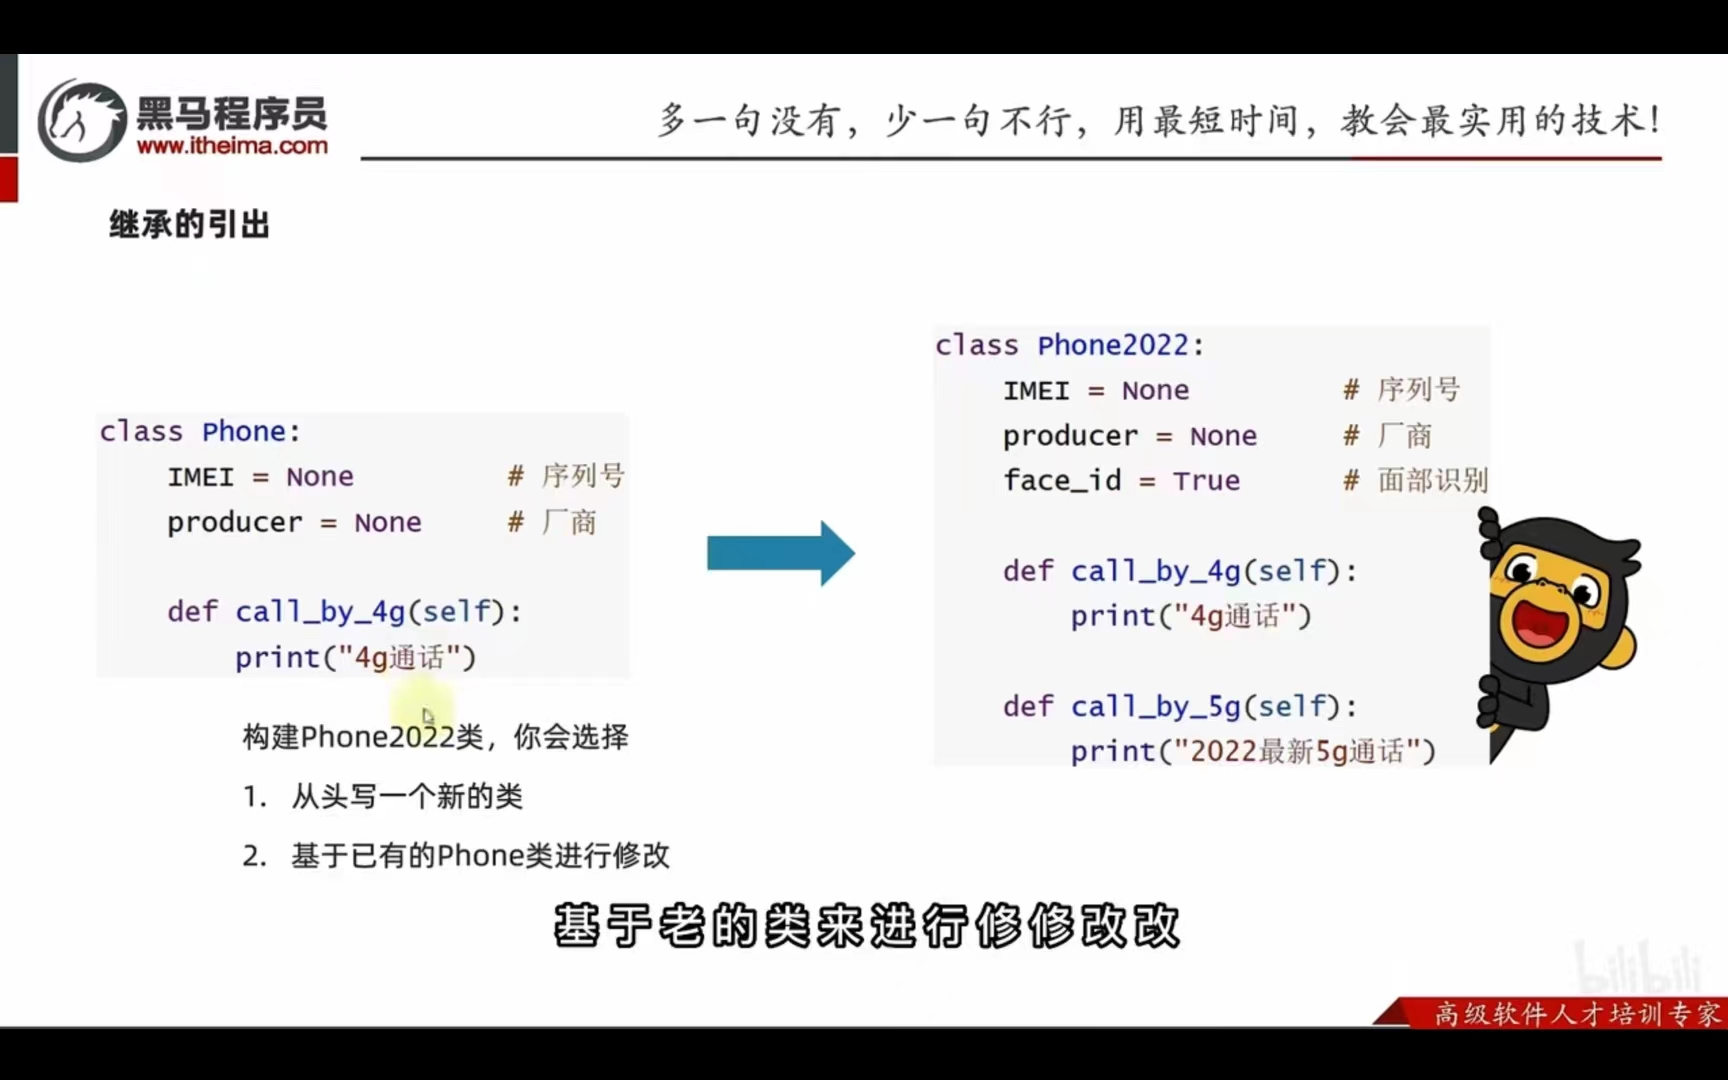 黑马程序员
www.itheima.com
多一句没有，少一句不行，用最短时间，教会最实用的技术！
继承的引出
class Phone:
    IMEI = None         # 序列号
    producer = None     # 厂商

    def call_by_4g(self):
        print("4g通话")
构建Phone2022类，你会选择
1. 从头写一个新的类
2. 基于已有的Phone类进行修改
class Phone2022:
    IMEI = None         # 序列号
    producer = None     # 厂商
    face_id = True      # 面部识别

    def call_by_4g(self):
        print("4g通话")

    def call_by_5g(self):
        print("2022最新5g通话")
基于老的类来进行修修改改
bilibili
高级软件人才培训专家